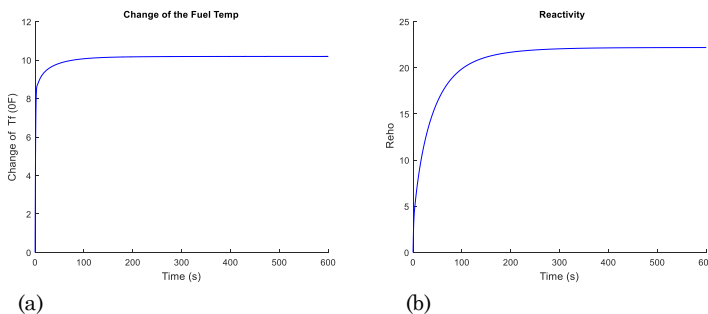 Change of the Fuel Temp
12
10
8
6
4
2
0
Change of Tf (0F)
0 100 200 300 400 500 600
Time (s)
(a)
Reactivity
25
20
15
10
5
0
Reho
0 100 200 300 400 500 600
Time (s)
(b)